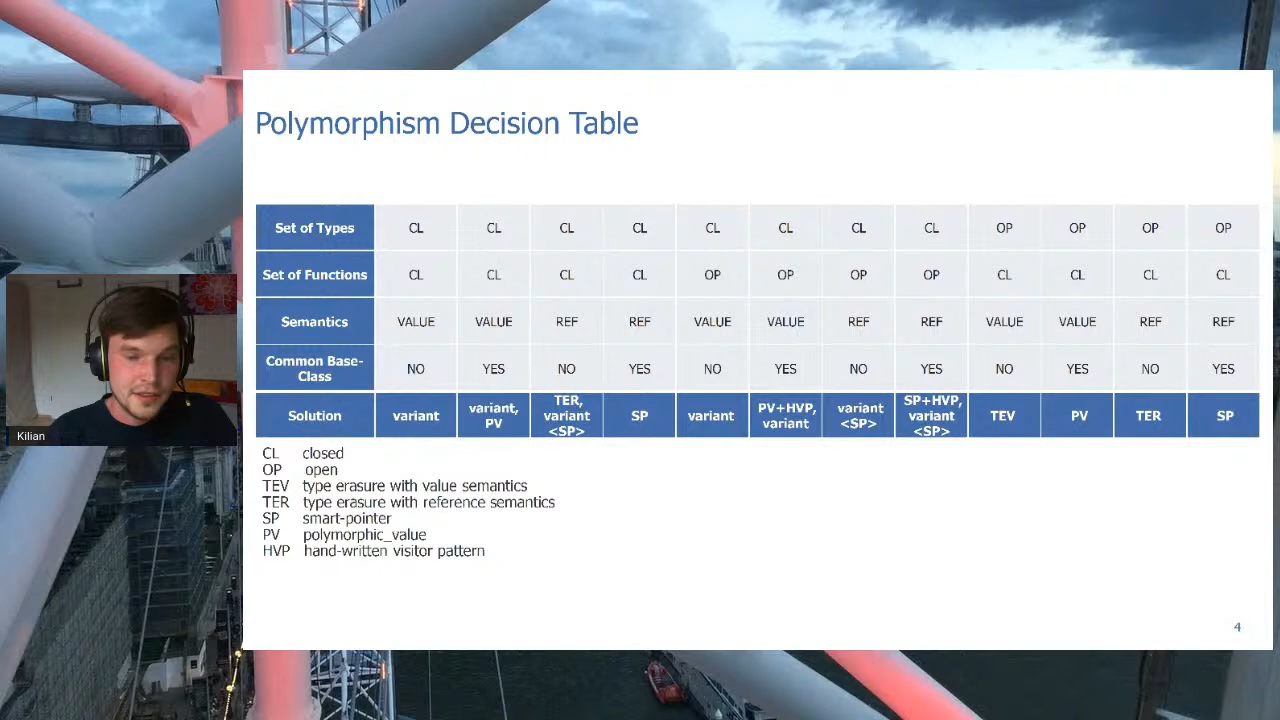 Polymorphism Decision Table
Set of Types CL CL CL CL CL CL CL CL OP OP OP OP
Set of Functions CL CL CL CL OP OP OP OP CL CL CL CL
Semantics VALUE VALUE REF REF VALUE VALUE REF REF VALUE VALUE REF REF
Common Base-
Class NO YES NO YES NO YES NO YES NO YES NO YES
Solution variant variant, PV TER, variant <SP> SP variant PV+HVP, variant variant <SP> SP+HVP, variant <SP> TEV PV TER SP
CL closed
OP open
TEV type erasure with value semantics
TER type erasure with reference semantics
SP smart-pointer
PV polymorphic_value
HVP hand-written visitor pattern
Kilian
4